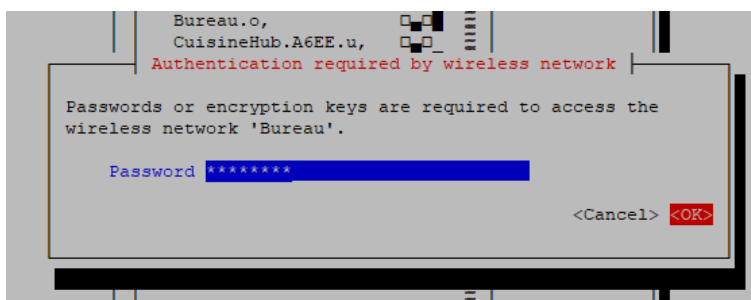 Bureau.o,
CuisineHub.A6EE.u,
Authentication required by wireless network
Passwords or encryption keys are required to access the
wireless network 'Bureau'.
Password ********
<Cancel> <OK>